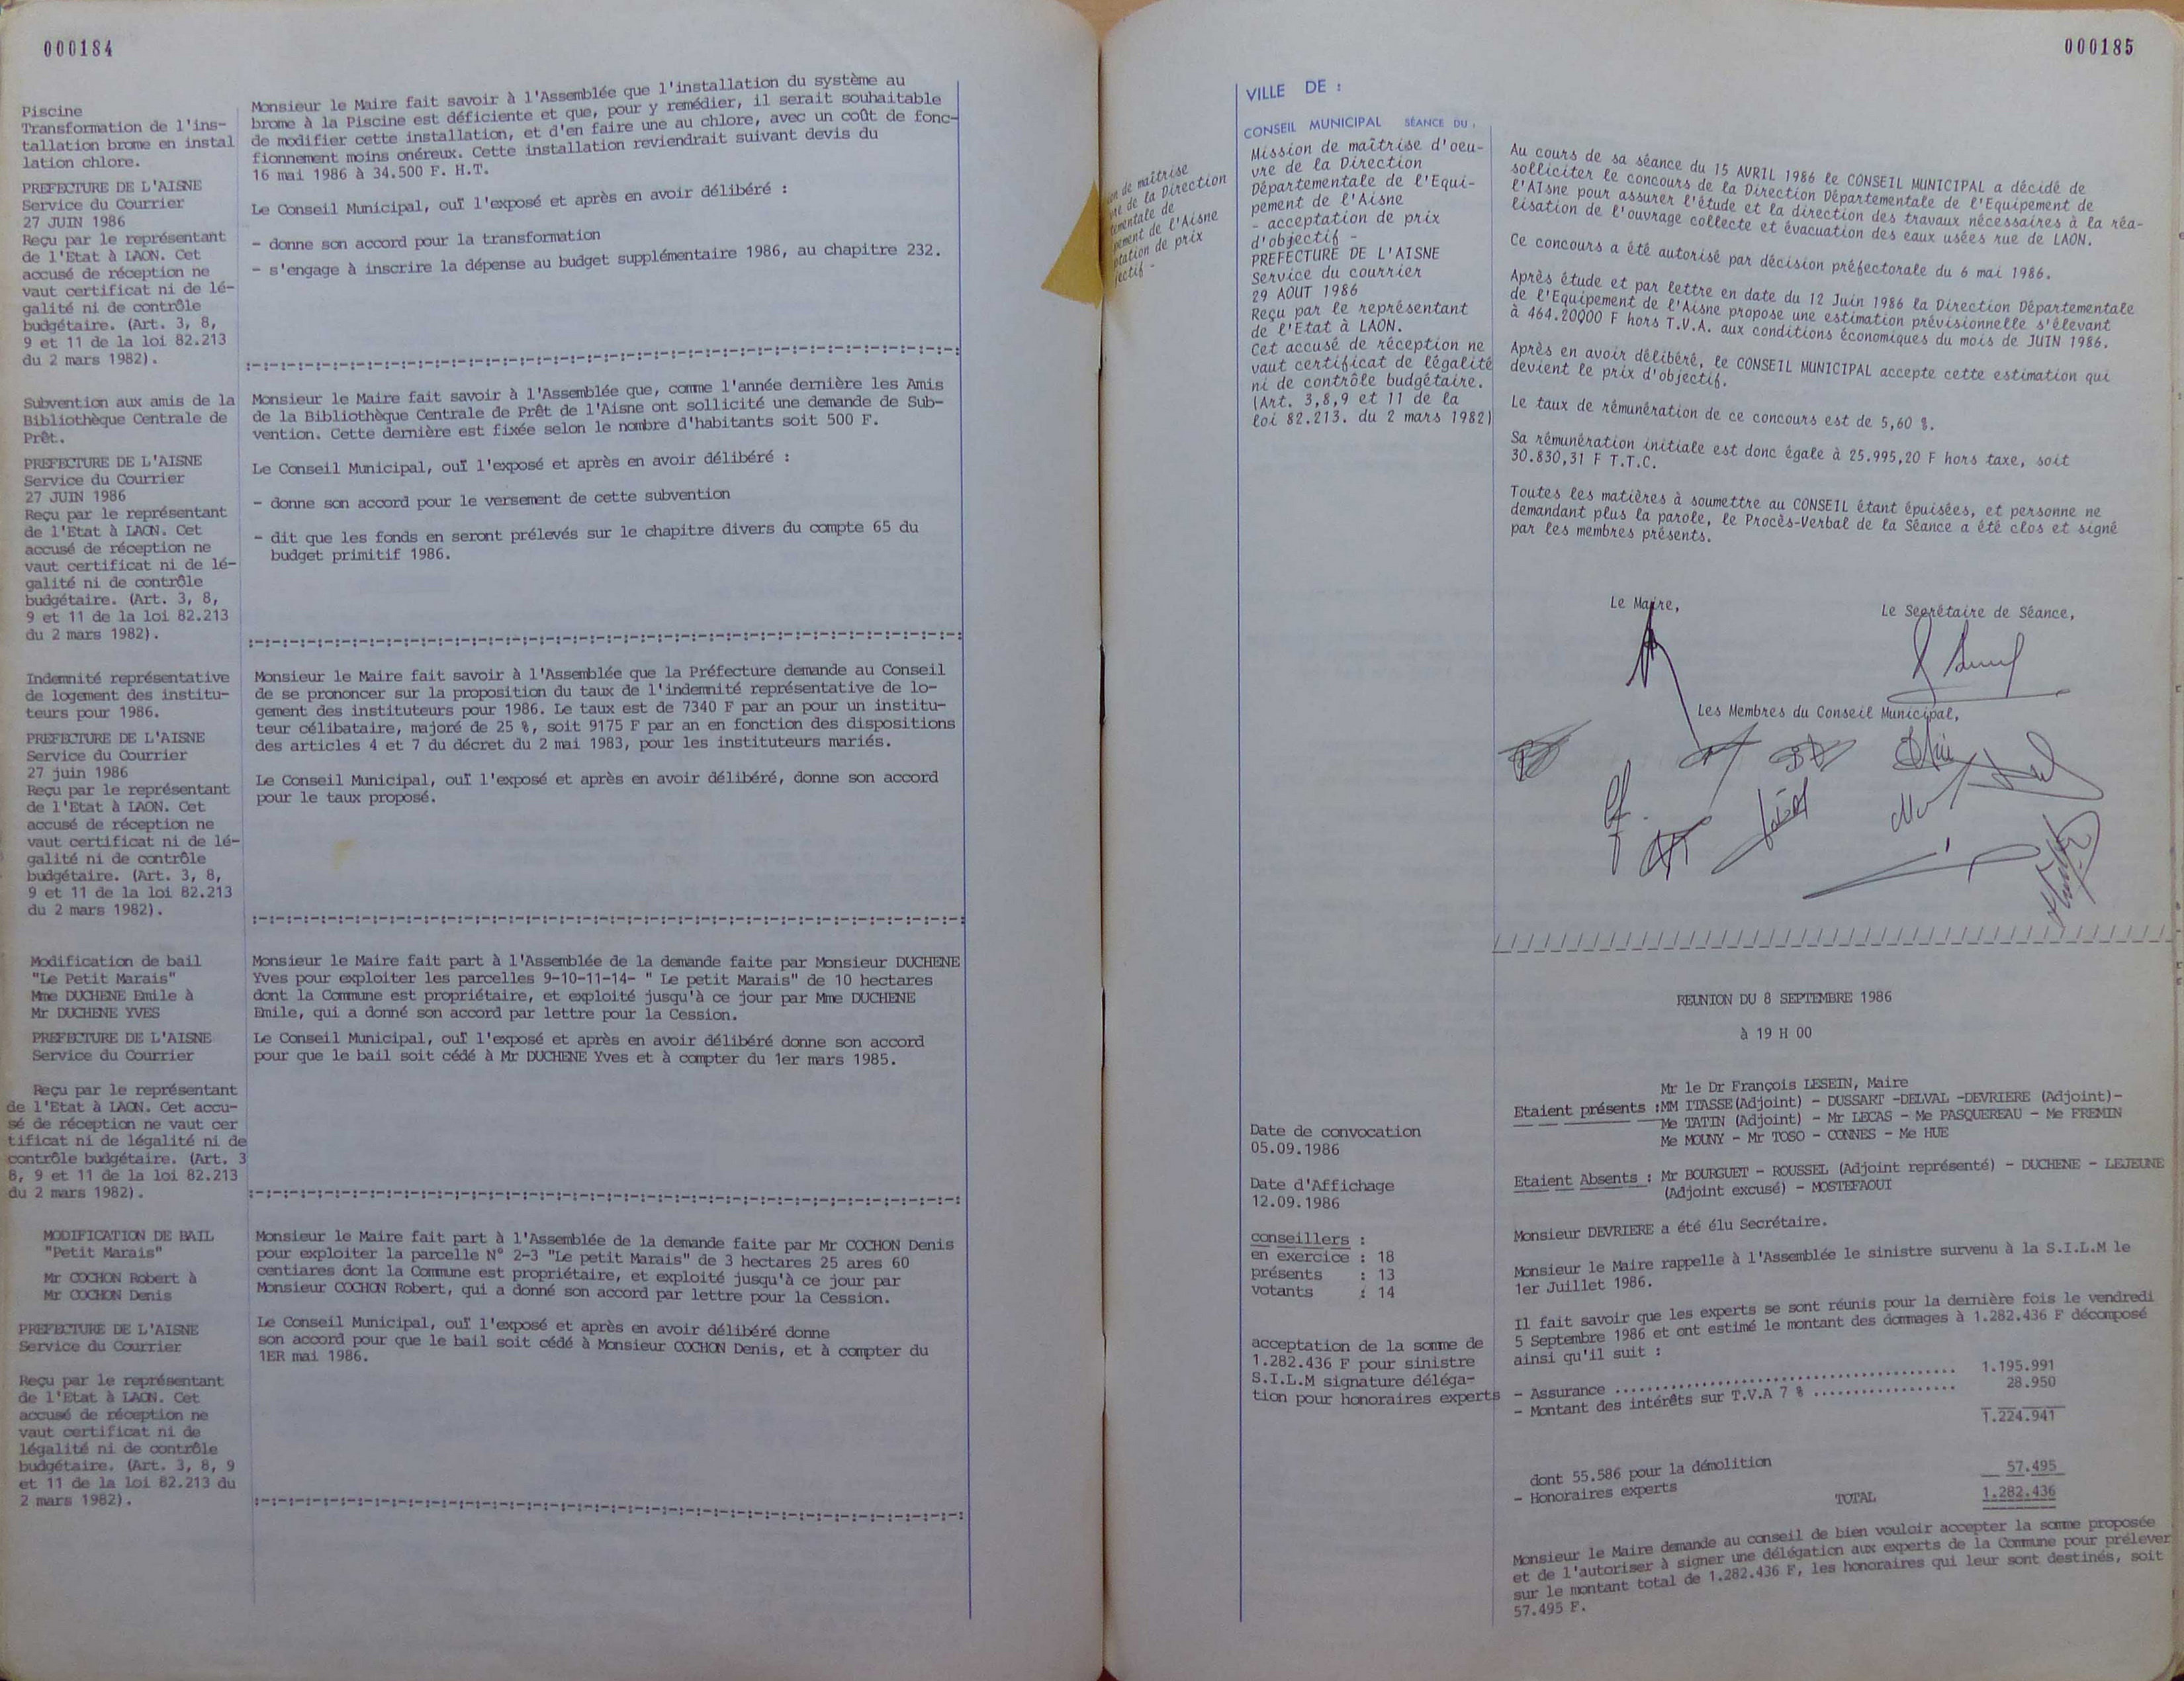 000184
Piscine
Transformation de l'ins-
tallation brome en instal
lation chlore.
PREFECTURE DE L'AISNE
Service du Courrier
27 JUIN 1986
Reçu par le représentant
de l'Etat à LAON. Cet
accusé de réception ne
vaut certificat ni de lé-
galité ni de contrôle
budgétaire. (Art. 3, 8,
9 et 11 de la loi 82.213
du 2 mars 1982).
Monsieur le Maire fait savoir à l'Assemblée que l'installation du système au
brome à la Piscine est déficiente et que, pour y remédier, il serait souhaitable
de modifier cette installation, et d'en faire une au chlore, avec un coût de fonc-
fionnement moins onéreux. Cette installation reviendrait suivant devis du
16 mai 1986 à 34.500 F. H.T.
Le Conseil Municipal, ouï l'exposé et après en avoir délibéré :
- donne son accord pour la transformation
- s'engage à inscrire la dépense au budget supplémentaire 1986, au chapitre 232.
Subvention aux amis de la
Bibliothèque Centrale de
Prêt.
PREFECTURE DE L'AISNE
Service du Courrier
27 JUIN 1986
Reçu par le représentant
de l'Etat à LAON. Cet
accusé de réception ne
vaut certificat ni de lé-
galité ni de contrôle
budgétaire. (Art. 3, 8,
9 et 11 de la loi 82.213
du 2 mars 1982).
Monsieur le Maire fait savoir à l'Assemblée que, comme l'année dernière les Amis
de la Bibliothèque Centrale de Prêt de l'Aisne ont sollicité une demande de Sub-
vention. Cette dernière est fixée selon le nombre d'habitants soit 500 F.
Le Conseil Municipal, ouï l'exposé et après en avoir délibéré :
- donne son accord pour le versement de cette subvention
- dit que les fonds en seront prélevés sur le chapitre divers du compte 65 du
budget primitif 1986.
Indemnité représentative
de logement des institu-
teurs pour 1986.
PREFECTURE DE L'AISNE
Service du Courrier
27 juin 1986
Reçu par le représentant
de l'Etat à LAON. Cet
accusé de réception ne
vaut certificat ni de lé-
galité ni de contrôle
budgétaire. (Art. 3, 8,
9 et 11 de la loi 82.213
du 2 mars 1982).
Monsieur le Maire fait savoir à l'Assemblée que la Préfecture demande au Conseil
de se prononcer sur la proposition du taux de l'indemnité représentative de lo-
gement des instituteurs pour 1986. Le taux est de 7340 F par an pour un institu-
teur célibataire, majoré de 25 %, soit 9175 F par an en fonction des dispositions
des articles 4 et 7 du décret du 2 mai 1983, pour les instituteurs mariés.
Le Conseil Municipal, ouï l'exposé et après en avoir délibéré, donne son accord
pour le taux proposé.
Modification de bail
"Le Petit Marais"
Mme DUCHENE Emile à
Mr DUCHENE YVES
PREFECTURE DE L'AISNE
Service du Courrier
Reçu par le représentant
de l'Etat à LAON. Cet accu-
sé de réception ne vaut cer
tificat ni de légalité ni de
contrôle budgétaire. (Art. 3
8, 9 et 11 de la loi 82.213
du 2 mars 1982).
Monsieur le Maire fait part à l'Assemblée de la demande faite par Monsieur DUCHENE
Yves pour exploiter les parcelles 9-10-11-14- " Le petit Marais" de 10 hectares
dont la Commune est propriétaire, et exploité jusqu'à ce jour par Mme DUCHENE
Emile, qui a donné son accord par lettre pour la Cession.
Le Conseil Municipal, ouï l'exposé et après en avoir délibéré donne son accord
pour que le bail soit cédé à Mr DUCHENE Yves et à compter du 1er mars 1985.
MODIFICATION DE BAIL
"Petit Marais"
Mr COCHON Robert à
Mr COCHON Denis
PREFECTURE DE L'AISNE
Service du Courrier
Reçu par le représentant
de l'Etat à LAON. Cet
accusé de réception ne
vaut certificat ni de
légalité ni de contrôle
budgétaire. (Art. 3, 8, 9
et 11 de la loi 82.213 du
2 mars 1982).
Monsieur le Maire fait part à l'Assemblée de la demande faite par Mr COCHON Denis
pour exploiter la parcelle N° 2-3 "Le petit Marais" de 3 hectares 25 ares 60
centiares dont la Commune est propriétaire, et exploité jusqu'à ce jour par
Monsieur COCHON Robert, qui a donné son accord par lettre pour la Cession.
Le Conseil Municipal, ouï l'exposé et après en avoir délibéré donne
son accord pour que le bail soit cédé à Monsieur COCHON Denis, et à compter du
1ER mai 1986.
000185
VILLE DE :
CONSEIL MUNICIPAL SÉANCE DU .
de maîtrise
de la Direction
de
pement de l'Aisne
de prix
Mission de maîtrise d'oeu-
vre de la Direction
Départementale de l'Equi-
pement de l'Aisne
- acceptation de prix
d'objectif -
PREFECTURE DE L'AISNE
Service du courrier
29 AOUT 1986
Reçu par le représentant
de l'Etat à LAON.
Cet accusé de réception ne
vaut certificat de légalité
ni de contrôle budgétaire.
(Art. 3,8,9 et 11 de la
loi 82.213. du 2 mars 1982)
Au cours de sa séance du 15 AVRIL 1986 le CONSEIL MUNICIPAL a décidé de
solliciter le concours de la Direction Départementale de l'Equipement de
l'AIsne pour assurer l'étude et la direction des travaux nécessaires à la réa-
lisation de l'ouvrage collecte et évacuation des eaux usées rue de LAON.
Ce concours a été autorisé par décision préfectorale du 6 mai 1986.
Après étude et par lettre en date du 12 Juin 1986 la Direction Départementale
de l'Equipement de l'Aisne propose une estimation prévisionnelle s'élevant
à 464.20000 F hors T.V.A. aux conditions économiques du mois de JUIN 1986.
Après en avoir délibéré, le CONSEIL MUNICIPAL accepte cette estimation qui
devient le prix d'objectif.
Le taux de rémunération de ce concours est de 5,60 %.
Sa rémunération initiale est donc égale à 25.995,20 F hors taxe, soit
30.830,31 F T.T.C.
Toutes les matières à soumettre au CONSEIL étant épuisées, et personne ne
demandant plus la parole, le Procès-Verbal de la Séance a été clos et signé
par les membres présents.
Le Maire,
Le Secrétaire de Séance,
Les Membres du Conseil Municipal,
REUNION DU 8 SEPTEMBRE 1986
à 19 H 00
Mr le Dr François LESEIN, Maire
Etaient présents :MM ITASSE(Adjoint) - DUSSART -DELVAL -DEVRIERE (Adjoint)-
Me TATIN (Adjoint) - Mr LECAS - Me PASQUEREAU - Me FREMIN
Me MOUNY - Mr TOSO - CONNES - Me HUE
Etaient Absents : Mr BOURGUET - ROUSSEL (Adjoint représenté) - DUCHENE - LEJEUNE
(Adjoint excusé) - MOSTEFAOUI
Date de convocation
05.09.1986
Date d'Affichage
12.09.1986
conseillers :
en exercice : 18
présents : 13
votants : 14
Monsieur DEVRIERE a été élu Secrétaire.
Monsieur le Maire rappelle à l'Assemblée le sinistre survenu à la S.I.L.M le
1er Juillet 1986.
acceptation de la somme de
1.282.436 F pour sinistre
S.I.L.M signature déléga-
tion pour honoraires experts
Il fait savoir que les experts se sont réunis pour la dernière fois le vendredi
5 Septembre 1986 et ont estimé le montant des dommages à 1.282.436 F décomposé
ainsi qu'il suit :
- Assurance ........................................ 1.195.991
- Montant des intérêts sur T.V.A 7 % ................. 28.950
1.224.941
dont 55.586 pour la démolition
- Honoraires experts 57.495
TOTAL 1.282.436
Monsieur le Maire demande au conseil de bien vouloir accepter la somme proposée
et de l'autoriser à signer une délégation aux experts de la Commune pour prélever
sur le montant total de 1.282.436 F, les honoraires qui leur sont destinés, soit
57.495 F.